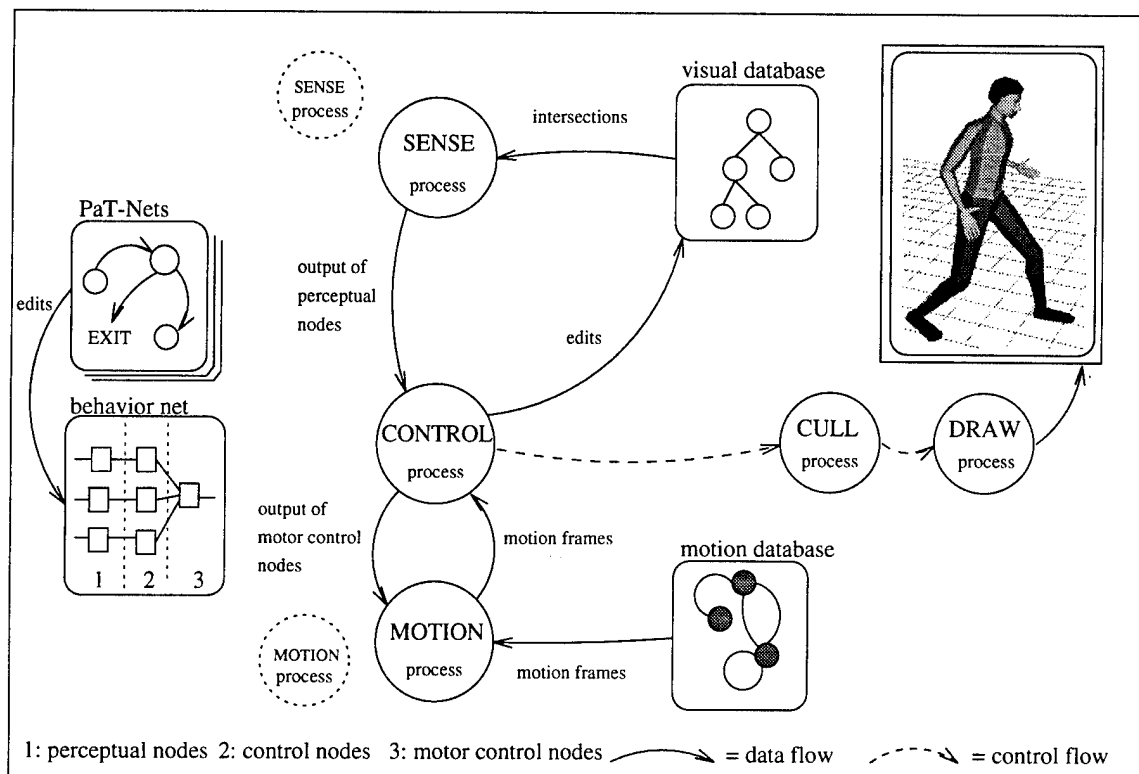 SENSE
process
SENSE
process
intersections
visual database
PaT-Nets
edits
EXIT
output of
perceptual
nodes
edits
behavior net
1 2 3
CONTROL
process
CULL
process
DRAW
process
output of
motor control
nodes
motion frames
motion database
MOTION
process
MOTION
process
motion frames
1: perceptual nodes 2: control nodes 3: motor control nodes = data flow = control flow